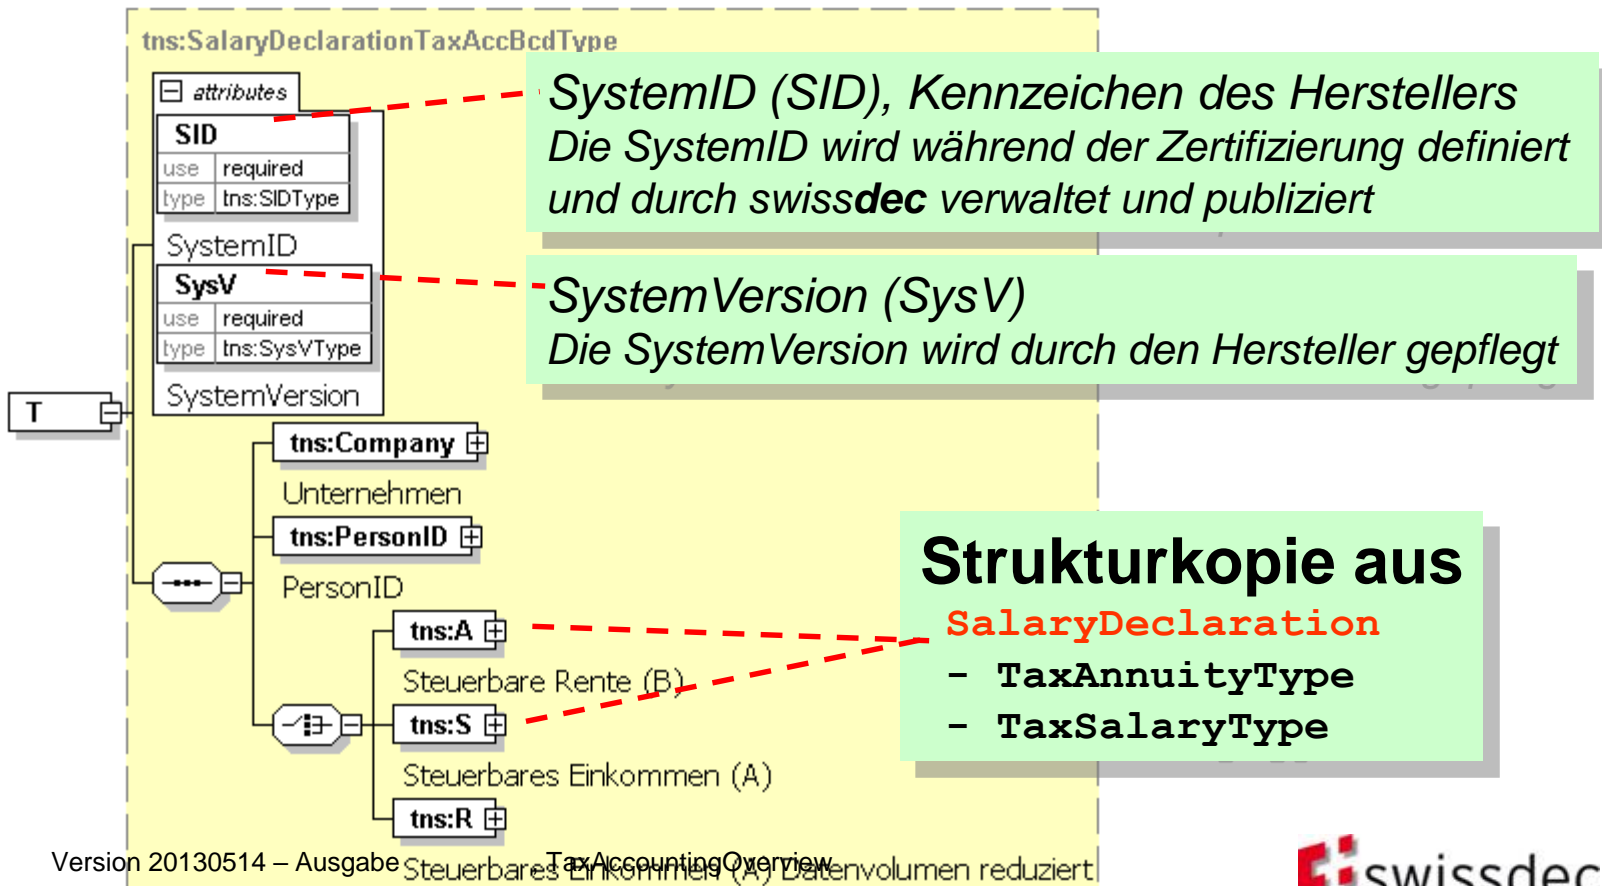 tns:SalaryDeclarationTaxAccBcdType
attributes
SID
use required
type tns:SIDType
SystemID
SysV
use required
type tns:SysVType
SystemVersion
SystemID (SID), Kennzeichen des Herstellers
Die SystemID wird während der Zertifizierung definiert
und durch swissdec verwaltet und publiziert
SystemVersion (SysV)
Die SystemVersion wird durch den Hersteller gepflegt
T
tns:Company
Unternehmen
tns:PersonID
PersonID
tns:A
Steuerbare Rente (B)
tns:S
Steuerbares Einkommen (A)
tns:R
Steuerbares Einkommen (A) Datenvolumen reduziert
Strukturkopie aus
SalaryDeclaration
- TaxAnnuityType
- TaxSalaryType
Version 20130514 – Ausgabe , TaxAccountingOverview
swissdec